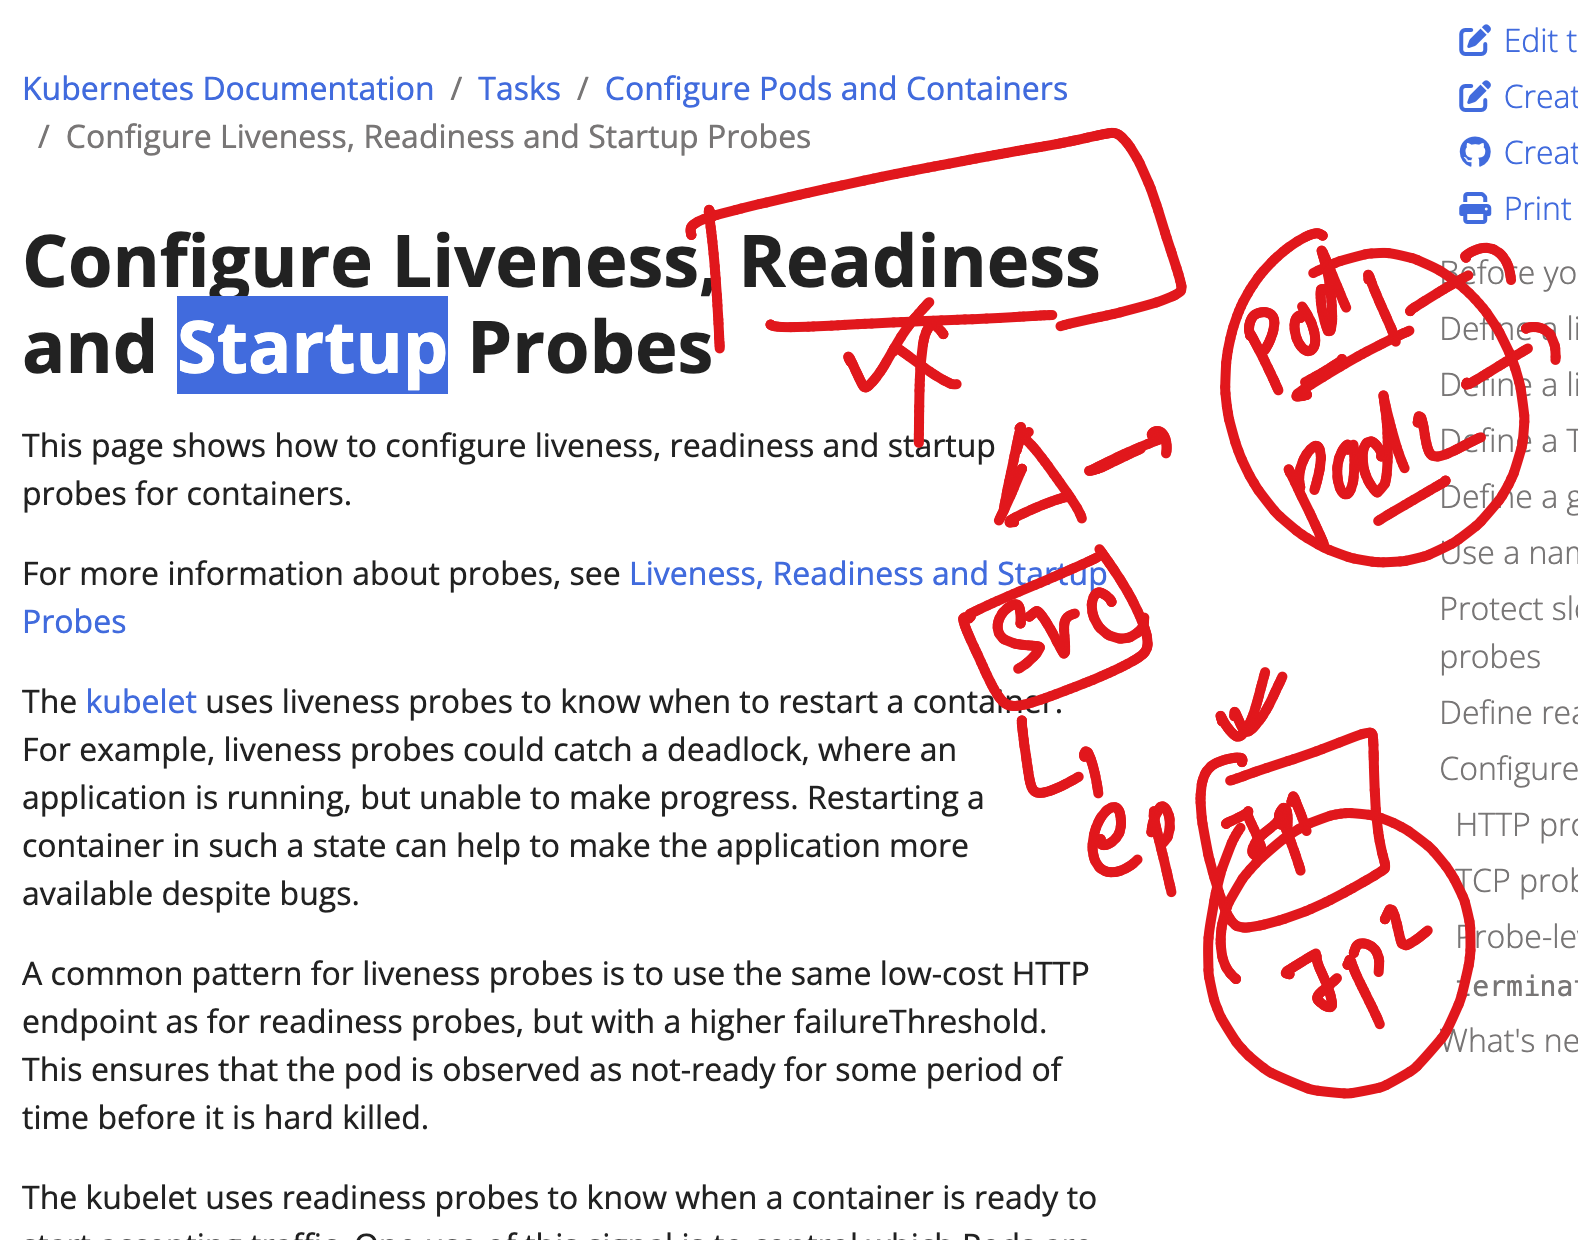 Kubernetes Documentation / Tasks / Configure Pods and Containers
/ Configure Liveness, Readiness and Startup Probes
Configure Liveness, Readiness
and Startup Probes
This page shows how to configure liveness, readiness and startup
probes for containers.
For more information about probes, see Liveness, Readiness and Startup
Probes
The kubelet uses liveness probes to know when to restart a container.
For example, liveness probes could catch a deadlock, where an
application is running, but unable to make progress. Restarting a
container in such a state can help to make the application more
available despite bugs.
A common pattern for liveness probes is to use the same low-cost HTTP
endpoint as for readiness probes, but with a higher failureThreshold.
This ensures that the pod is observed as not-ready for some period of
time before it is hard killed.
The kubelet uses readiness probes to know when a container is ready to
Edit t
Creat
Creat
Print
Before yo
Define a li
Define a li
Define a T
Define a g
Use a nam
Protect slo
probes
Define rea
Configure
HTTP pro
TCP prob
Probe-le
terminat
What's ne
Pod1
pod2
A
src
ep
Ip2